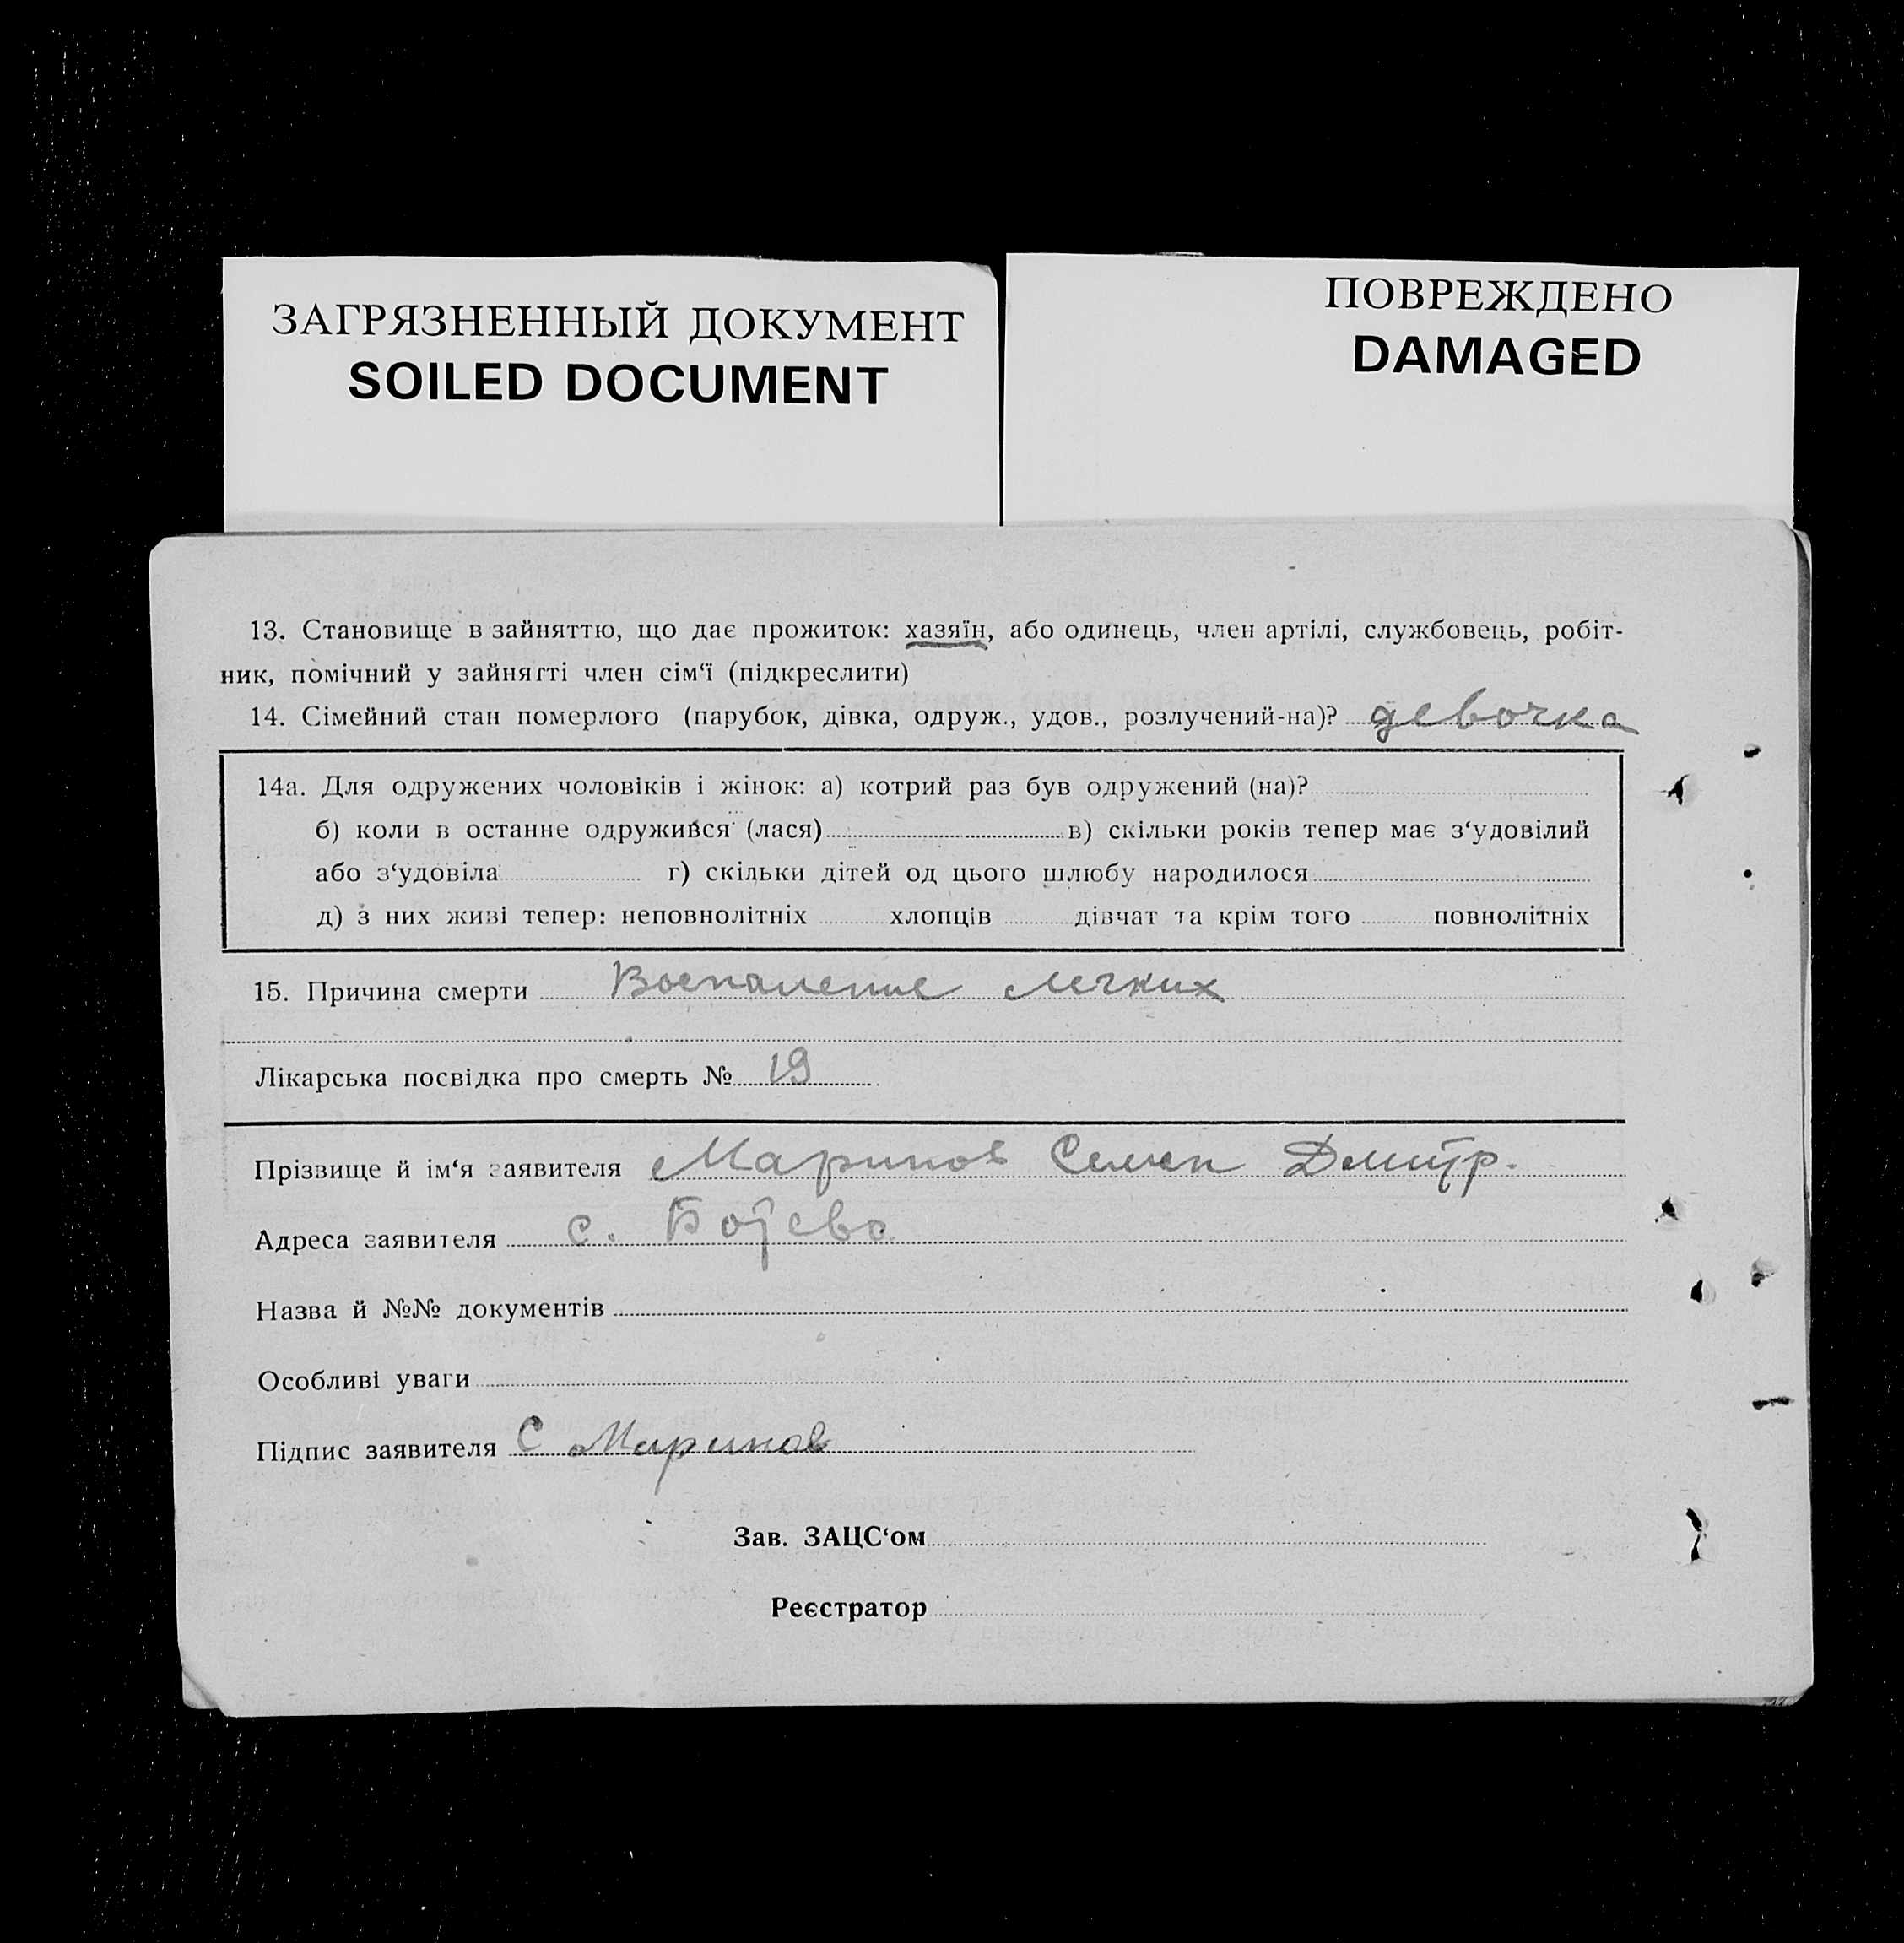 ЗАГРЯЗНЕННЫЙ ДОКУМЕНТ
SOILED DOCUMENT
ПОВРЕЖДЕНО
DAMAGED
13. Становище в зайняттю, що дає прожиток: хазяїн, або одинець, член артілі, службовець, робіт-
ник, помічний у зайнятті член сім‘ї (підкреслити)
14. Сімейний стан померлого (парубок, дівка, одруж., удов., розлучений-на)? девочка
14а. Для одружених чоловіків і жінок: а) котрий раз був одружений (на)?
б) коли в останнє одружився (лася) в) скільки років тепер має з‘удовілий
або з‘удовіла г) скільки дітей од цього шлюбу народилося
д) з них живі тепер: неповнолітніх хлопців дівчат та крім того повнолітніх
15. Причина смерти Воспаление легких
Лікарська посвідка про смерть № 19
Прізвище й ім‘я заявителя Маринов Семен Дмитр.
Адреса заявителя с. Ботево
Назва й №№ документів
Особливі уваги
Підпис заявителя С Маринов
Зав. ЗАЦС‘ом
Реєстратор